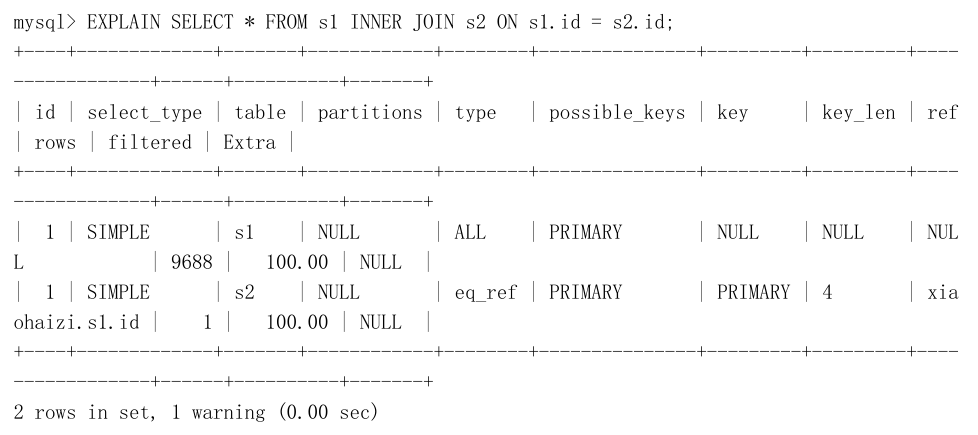 mysql> EXPLAIN SELECT * FROM s1 INNER JOIN s2 ON s1.id = s2.id;
+----+-------------+-------+------------+--------+---------------+---------+---------+----
-------------+------+----------+-------+
| id | select_type | table | partitions | type   | possible_keys | key     | key_len | ref
| rows | filtered | Extra |
+----+-------------+-------+------------+--------+---------------+---------+---------+----
-------------+------+----------+-------+
|  1 | SIMPLE      | s1    | NULL       | ALL    | PRIMARY       | NULL    | NULL    | NUL
L            | 9688 |   100.00 | NULL  |
|  1 | SIMPLE      | s2    | NULL       | eq_ref | PRIMARY       | PRIMARY | 4       | xia
ohaizi.s1.id |    1 |   100.00 | NULL  |
+----+-------------+-------+------------+--------+---------------+---------+---------+----
-------------+------+----------+-------+
2 rows in set, 1 warning (0.00 sec)